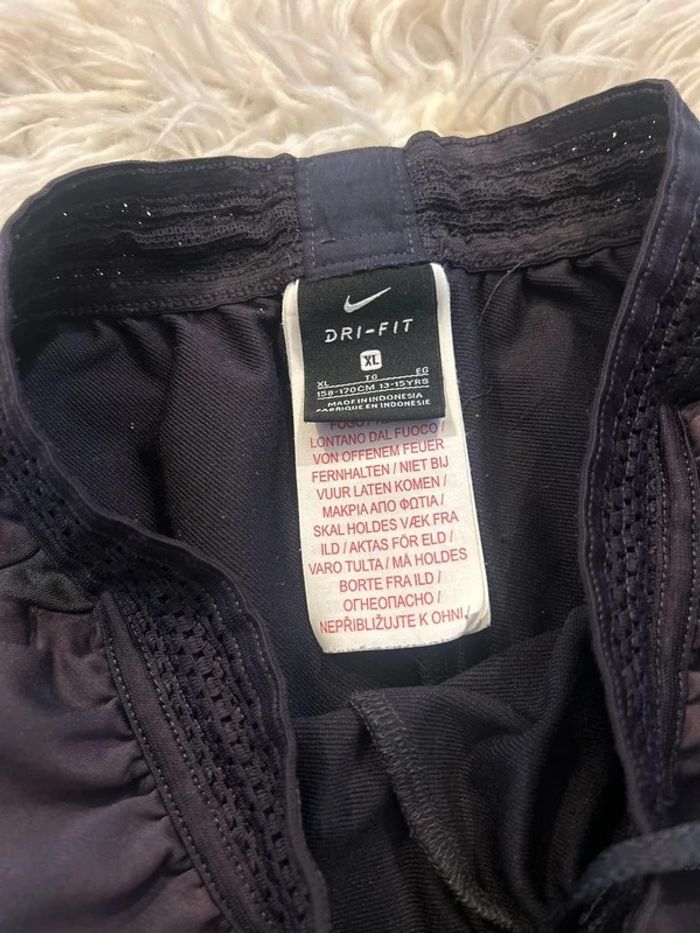 DRI-FIT
XL
XL TG EG
158-170CM 13-15YRS
MADE IN INDONESIA
FABRIQUE EN INDONESIE
LONTANO DAL FUOCO /
VON OFFENEM FEUER
FERNHALTEN / NIET BIJ
VUUR LATEN KOMEN /
ΜΑΚΡΙΑ ΑΠΟ ΦΩΤΙΑ /
SKAL HOLDES VÆK FRA
ILD / AKTAS FÖR ELD /
VARO TULTA / MÅ HOLDES
BORTE FRA ILD /
ОГНЕОПАСНО /
NEPŘIBLIŽUJTE K OHNI /